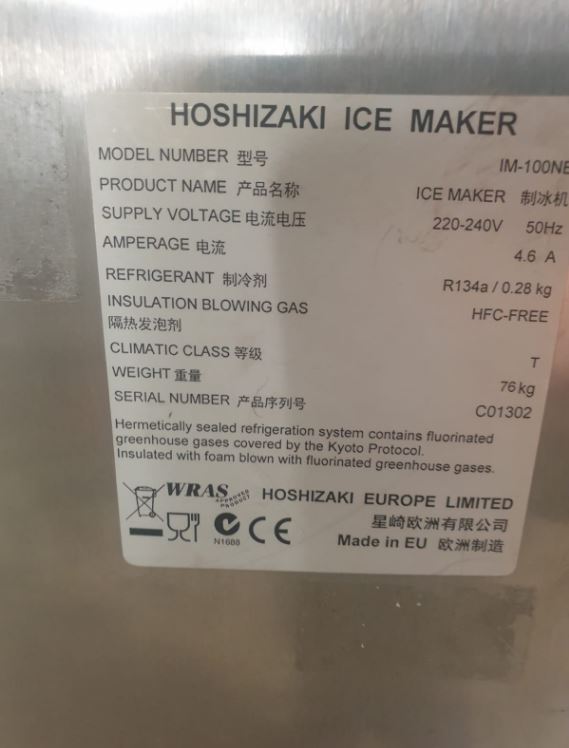 HOSHIZAKI ICE MAKER
MODEL NUMBER 型号 IM-100NE
PRODUCT NAME 产品名称 ICE MAKER 制冰机
SUPPLY VOLTAGE 电流电压 220-240V 50Hz
AMPERAGE 电流 4.6 A
REFRIGERANT 制冷剂 R134a / 0.28 kg
INSULATION BLOWING GAS HFC-FREE
隔热发泡剂
CLIMATIC CLASS 等级 T
WEIGHT 重量 76 kg
SERIAL NUMBER 产品序列号 C01302
Hermetically sealed refrigeration system contains fluorinated
greenhouse gases covered by the Kyoto Protocol.
Insulated with foam blown with fluorinated greenhouse gases.
WRAS APPROVED PRODUCT
HOSHIZAKI EUROPE LIMITED
星崎欧洲有限公司
N1688 CE
Made in EU 欧洲制造